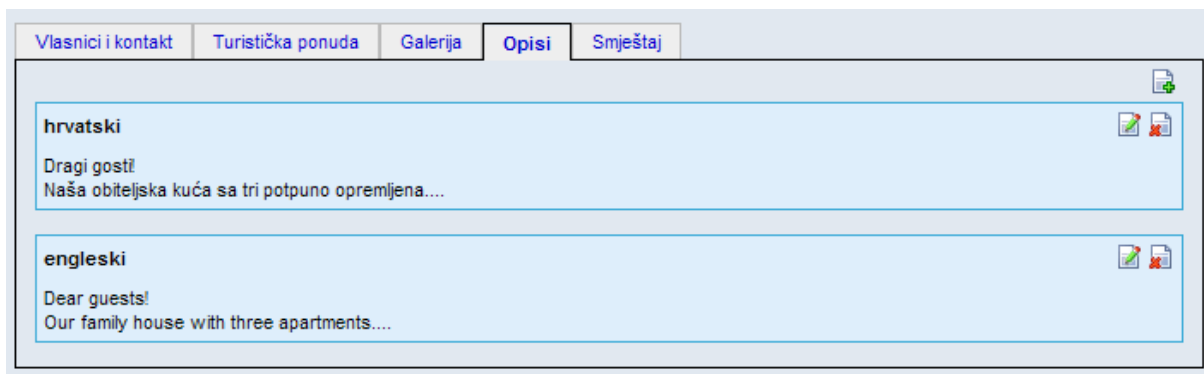 Vlasnici i kontakt Turistička ponuda Galerija Opisi Smještaj
hrvatski
Dragi gosti!
Naša obiteljska kuća sa tri potpuno opremljena....
engleski
Dear guests!
Our family house with three apartments....